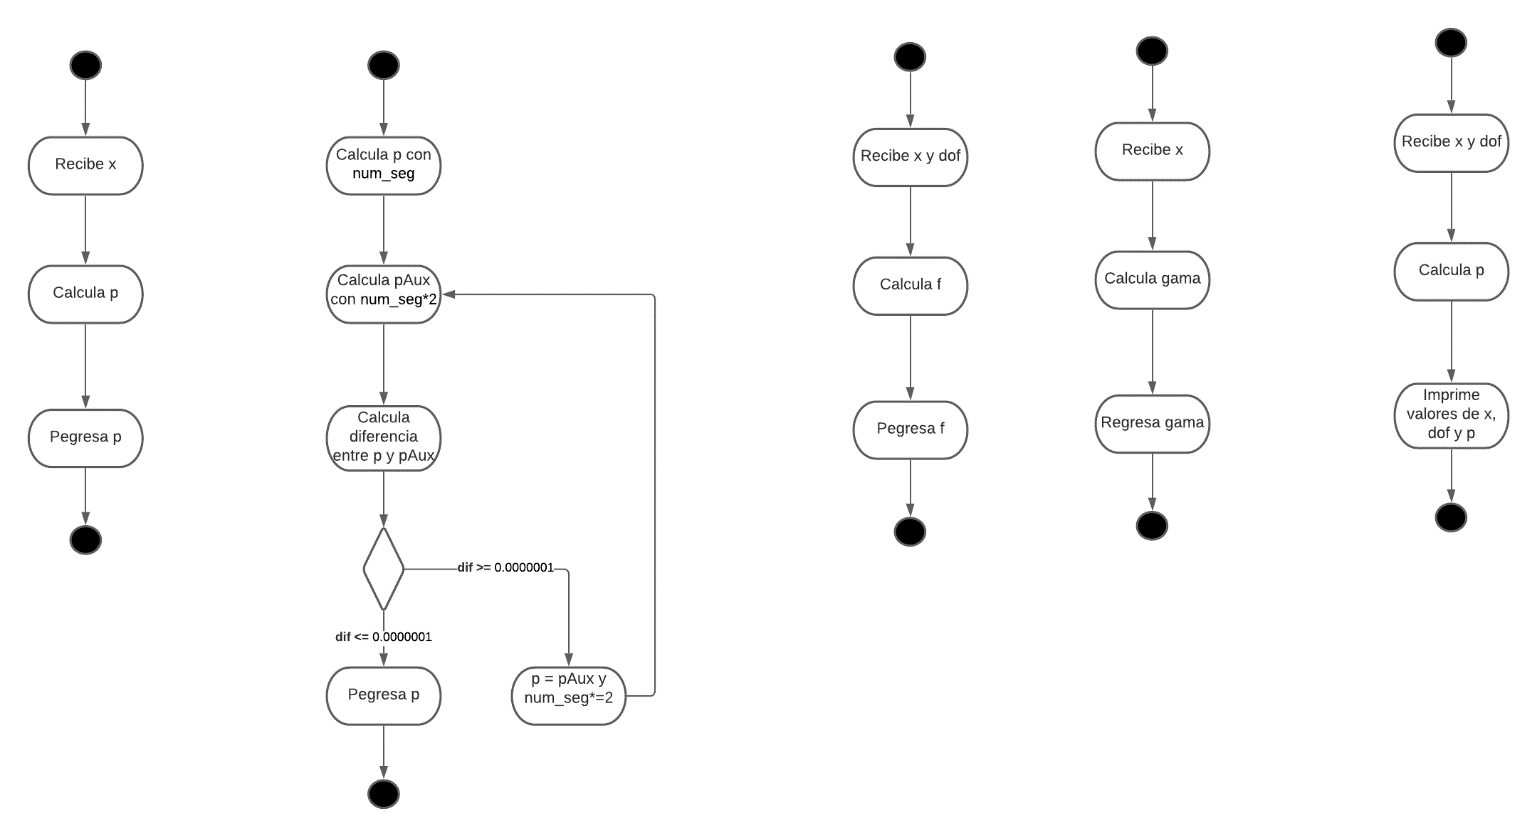 Recibe x
Calcula p
Pegresa p
Calcula p con
num_seg
Calcula pAux
con num_seg*2
Calcula
diferencia
entre p y pAux
dif >= 0.0000001
dif <= 0.0000001
Pegresa p
p = pAux y
num_seg*=2
Recibe x y dof
Calcula f
Pegresa f
Recibe x
Calcula gama
Regresa gama
Recibe x y dof
Calcula p
Imprime
valores de x,
dof y p